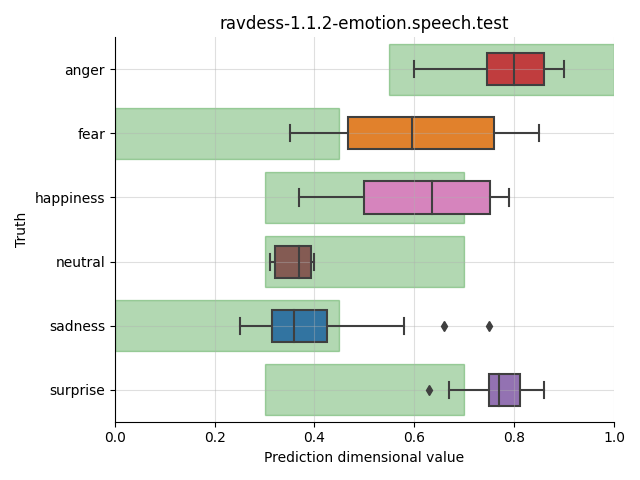 ravdess-1.1.2-emotion.speech.test
Truth
anger
fear
happiness
neutral
sadness
surprise
0.0 0.2 0.4 0.6 0.8 1.0
Prediction dimensional value